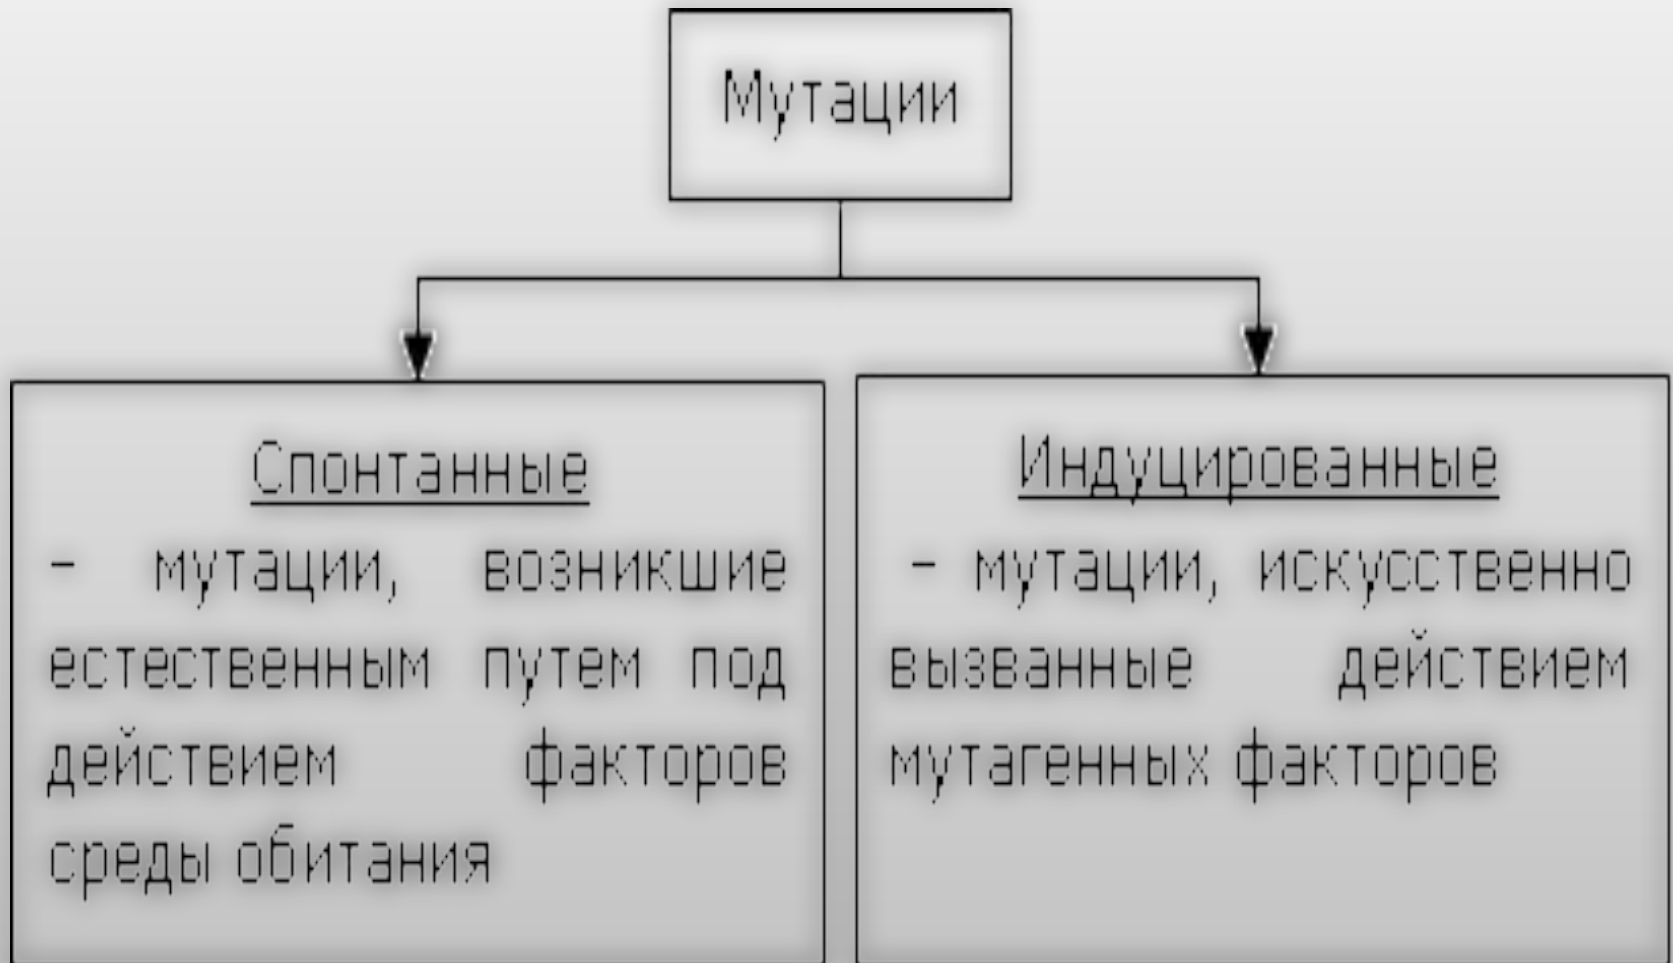 Мутации
Спонтанные
- мутации, возникшие
естественным путем под
действием факторов
среды обитания
Индуцированные
- мутации, искусственно
вызванные действием
мутагенных факторов